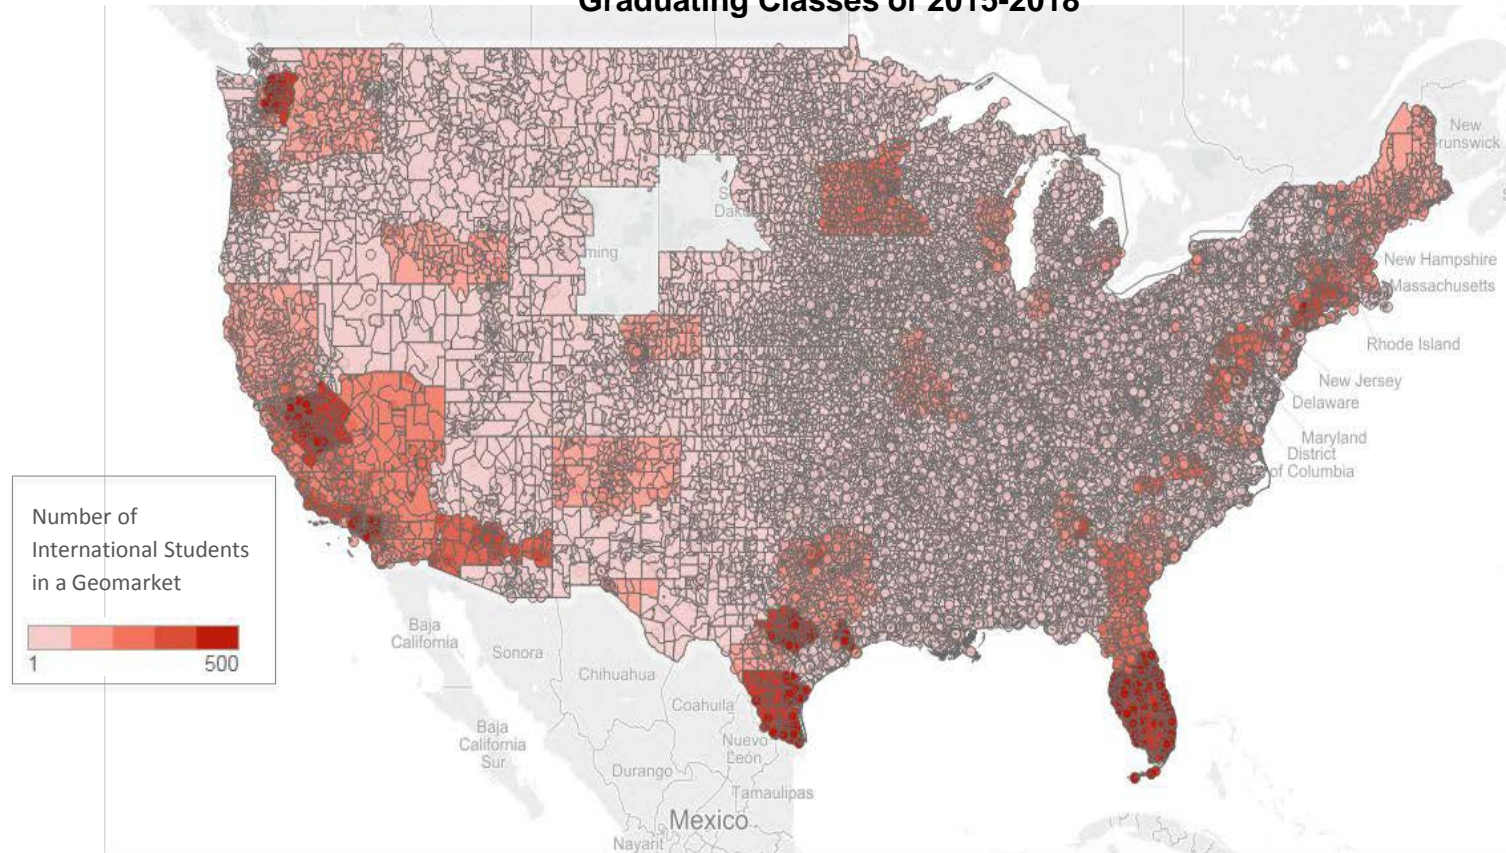 Graduating Classes of 2015-2018
New
Brunswick
ming
New Hampshire
Massachusetts
Rhode Island
New Jersey
Delaware
Maryland
District
of Columbia
Number of
International Students
in a Geomarket
1 500
Baja
California
Sonora
Chihuahua
Coahuila
Baja
California
Sur
Nuevo
León
Durango
Tamaulipas
Mexico
Nayarit